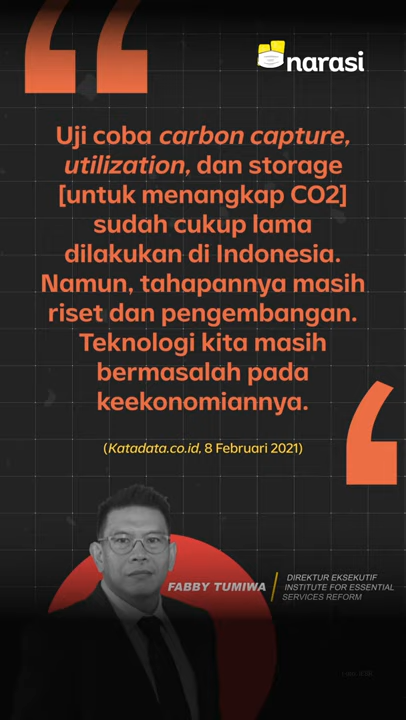 narasi
Uji coba carbon capture,
utilization, dan storage
[untuk menangkap CO2]
sudah cukup lama
dilakukan di Indonesia.
Namun, tahapannya masih
riset dan pengembangan.
Teknologi kita masih
bermasalah pada
keekonomiannya.
(Katadata.co.id, 8 Februari 2021)
FABBY TUMIWA
DIREKTUR EKSEKUTIF
INSTITUTE FOR ESSENTIAL
SERVICES REFORM